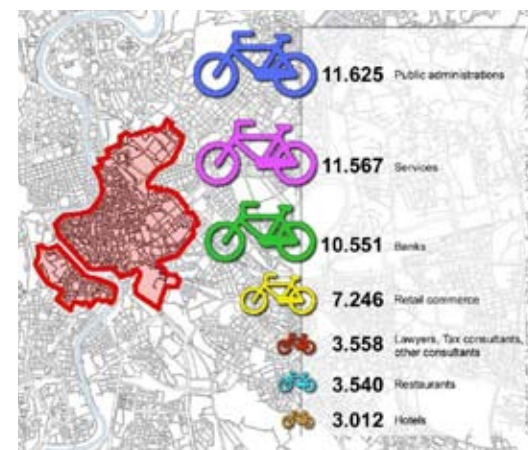 11.625 Public administrations
11.567 Services
10.551 Banks
7.246 Retail commerce
3.558 Lawyers, Tax consultants,
other consultants
3.540 Restaurants
3.012 Hotels